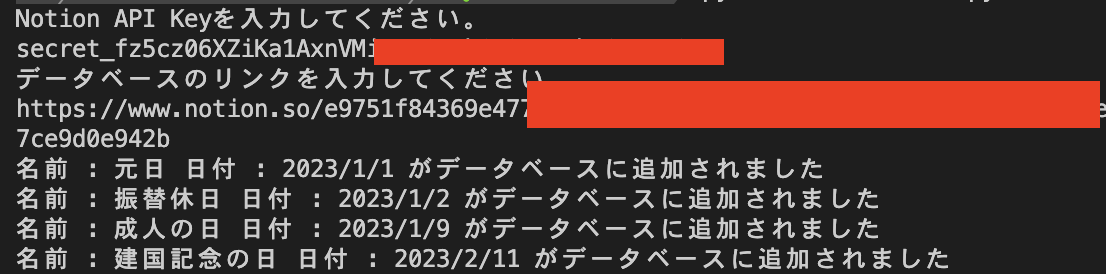 Notion API Keyを入力してください。
secret_fz5cz06XZiKa1AxnVM
データベースのリンクを入力してください
https://www.notion.so/e9751f84369e477
7ce9d0e942b
名前 : 元日 日付 : 2023/1/1 がデータベースに追加されました
名前 : 振替休日 日付 : 2023/1/2 がデータベースに追加されました
名前 : 成人の日 日付 : 2023/1/9 がデータベースに追加されました
名前 : 建国記念の日 日付 : 2023/2/11 がデータベースに追加されました